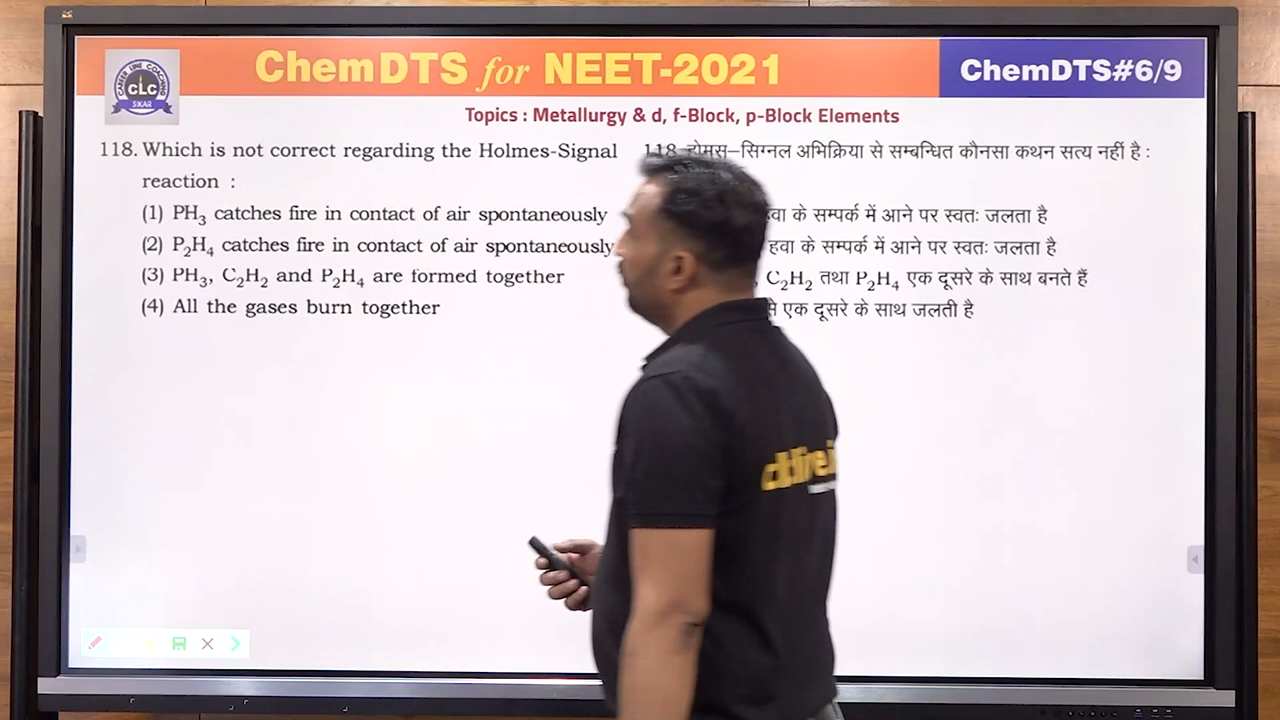 ChemDTS for NEET-2021
ChemDTS#6/9
CAREER LINE COACHING
CLC
SIKAR
Topics : Metallurgy & d, f-Block, p-Block Elements
118. Which is not correct regarding the Holmes-Signal
reaction :
(1) PH₃ catches fire in contact of air spontaneously
(2) P₂H₄ catches fire in contact of air spontaneously
(3) PH₃, C₂H₂ and P₂H₄ are formed together
(4) All the gases burn together
118. होम्स–सिग्नल अभिक्रिया से सम्बन्धित कौनसा कथन सत्य नहीं है :
हवा के सम्पर्क में आने पर स्वतः जलता है
हवा के सम्पर्क में आने पर स्वतः जलता है
C₂H₂ तथा P₂H₄ एक दूसरे के साथ बनते हैं
एक दूसरे के साथ जलती है